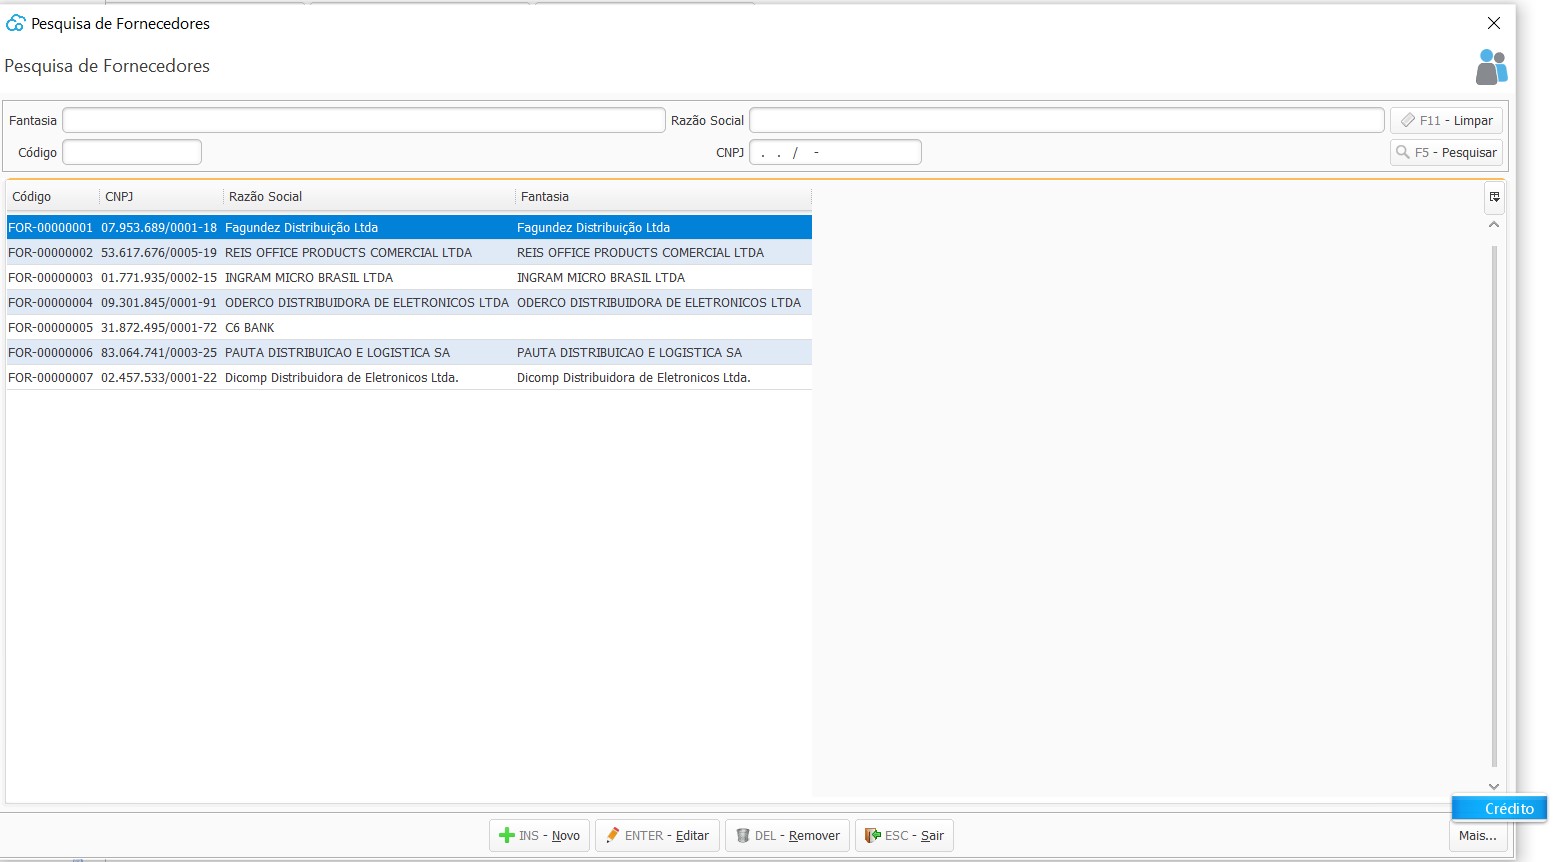 Pesquisa de Fornecedores
Pesquisa de Fornecedores
Fantasia Razão Social F11 - Limpar
Código CNPJ . . / - F5 - Pesquisar
Código CNPJ Razão Social Fantasia
FOR-00000001 07.953.689/0001-18 Fagundez Distribuição Ltda Fagundez Distribuição Ltda
FOR-00000002 53.617.676/0005-19 REIS OFFICE PRODUCTS COMERCIAL LTDA REIS OFFICE PRODUCTS COMERCIAL LTDA
FOR-00000003 01.771.935/0002-15 INGRAM MICRO BRASIL LTDA INGRAM MICRO BRASIL LTDA
FOR-00000004 09.301.845/0001-91 ODERCO DISTRIBUIDORA DE ELETRONICOS LTDA ODERCO DISTRIBUIDORA DE ELETRONICOS LTDA
FOR-00000005 31.872.495/0001-72 C6 BANK
FOR-00000006 83.064.741/0003-25 PAUTA DISTRIBUICAO E LOGISTICA SA PAUTA DISTRIBUICAO E LOGISTICA SA
FOR-00000007 02.457.533/0001-22 Dicomp Distribuidora de Eletronicos Ltda. Dicomp Distribuidora de Eletronicos Ltda.
Crédito
INS - Novo ENTER - Editar DEL - Remover ESC - Sair Mais...